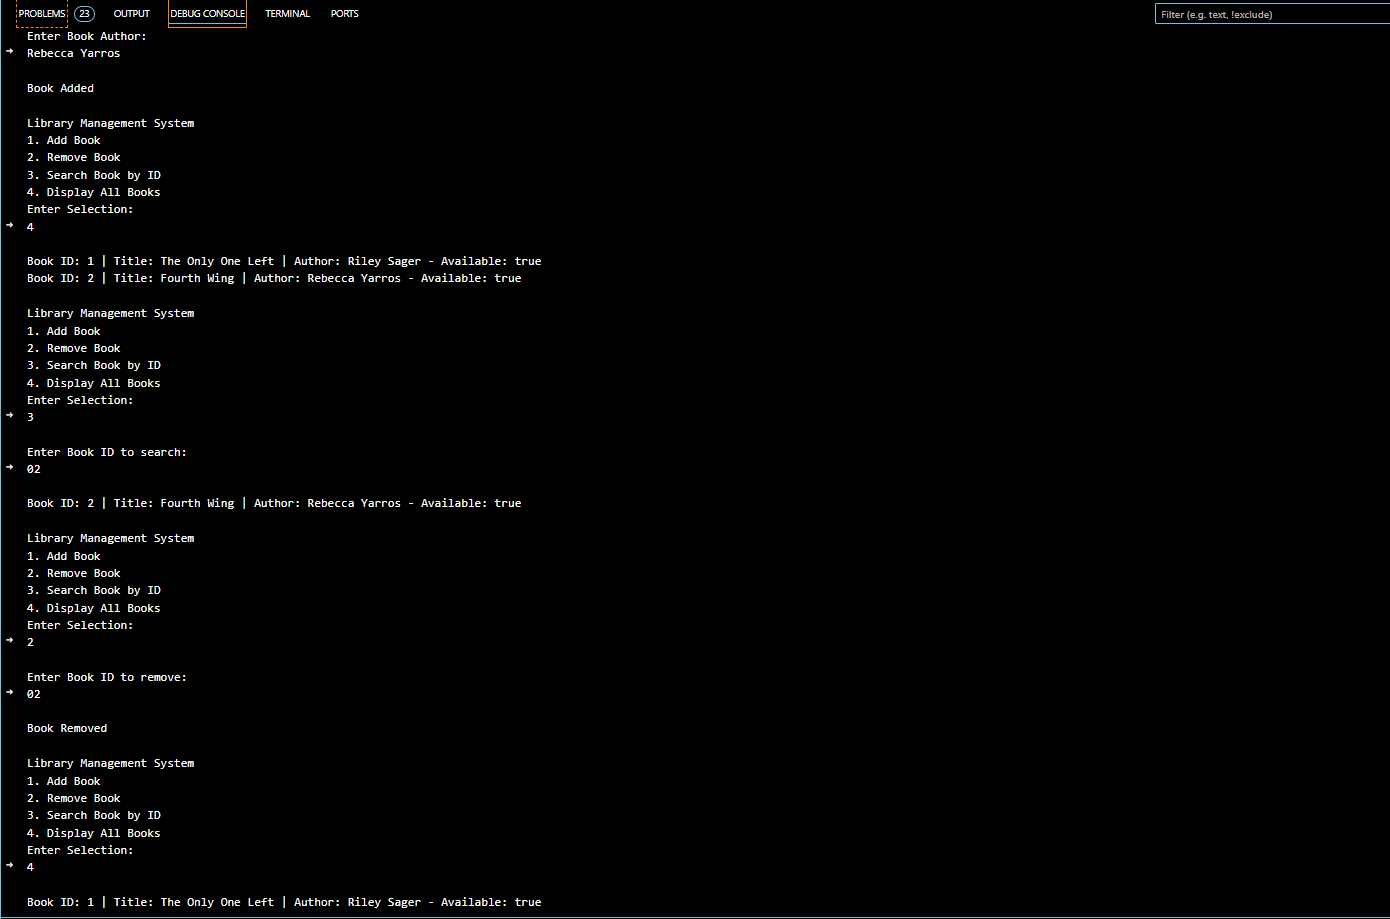 PROBLEMS 23 OUTPUT DEBUG CONSOLE TERMINAL PORTS Filter (e.g. text, !exclude)
Enter Book Author:
→ Rebecca Yarros
Book Added
Library Management System
1. Add Book
2. Remove Book
3. Search Book by ID
4. Display All Books
Enter Selection:
→ 4
Book ID: 1 | Title: The Only One Left | Author: Riley Sager - Available: true
Book ID: 2 | Title: Fourth Wing | Author: Rebecca Yarros - Available: true
Library Management System
1. Add Book
2. Remove Book
3. Search Book by ID
4. Display All Books
Enter Selection:
→ 3
Enter Book ID to search:
→ 02
Book ID: 2 | Title: Fourth Wing | Author: Rebecca Yarros - Available: true
Library Management System
1. Add Book
2. Remove Book
3. Search Book by ID
4. Display All Books
Enter Selection:
→ 2
Enter Book ID to remove:
→ 02
Book Removed
Library Management System
1. Add Book
2. Remove Book
3. Search Book by ID
4. Display All Books
Enter Selection:
→ 4
Book ID: 1 | Title: The Only One Left | Author: Riley Sager - Available: true